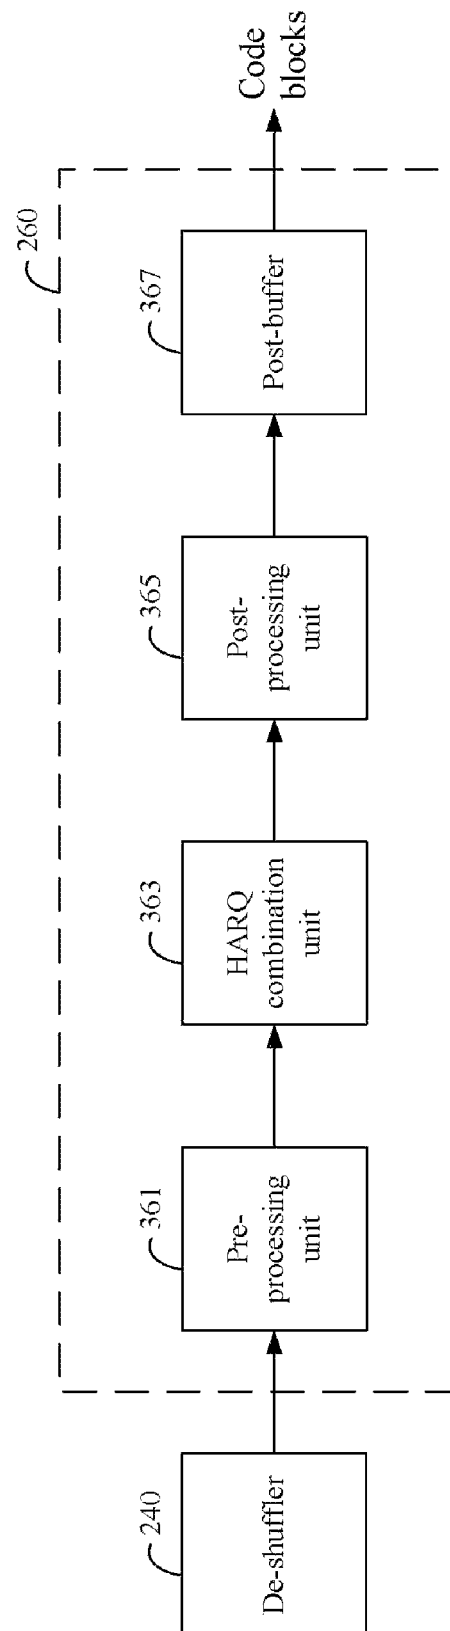 240
De-shuffler
260
361
Pre-
processing
unit
363
HARQ
combination
unit
365
Post-
processing
unit
367
Post-buffer
Code
blocks